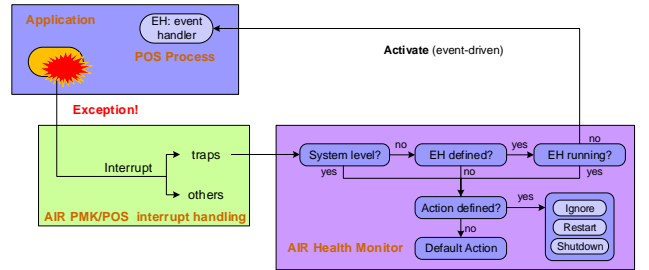 Application
EH: event
handler
POS Process
Activate (event-driven)
Exception!
Interrupt
traps
others
AIR PMK/POS interrupt handling
System level?
no
EH defined?
yes
EH running?
no
yes
no
yes
Action defined?
yes
no
Default Action
Ignore
Restart
Shutdown
AIR Health Monitor